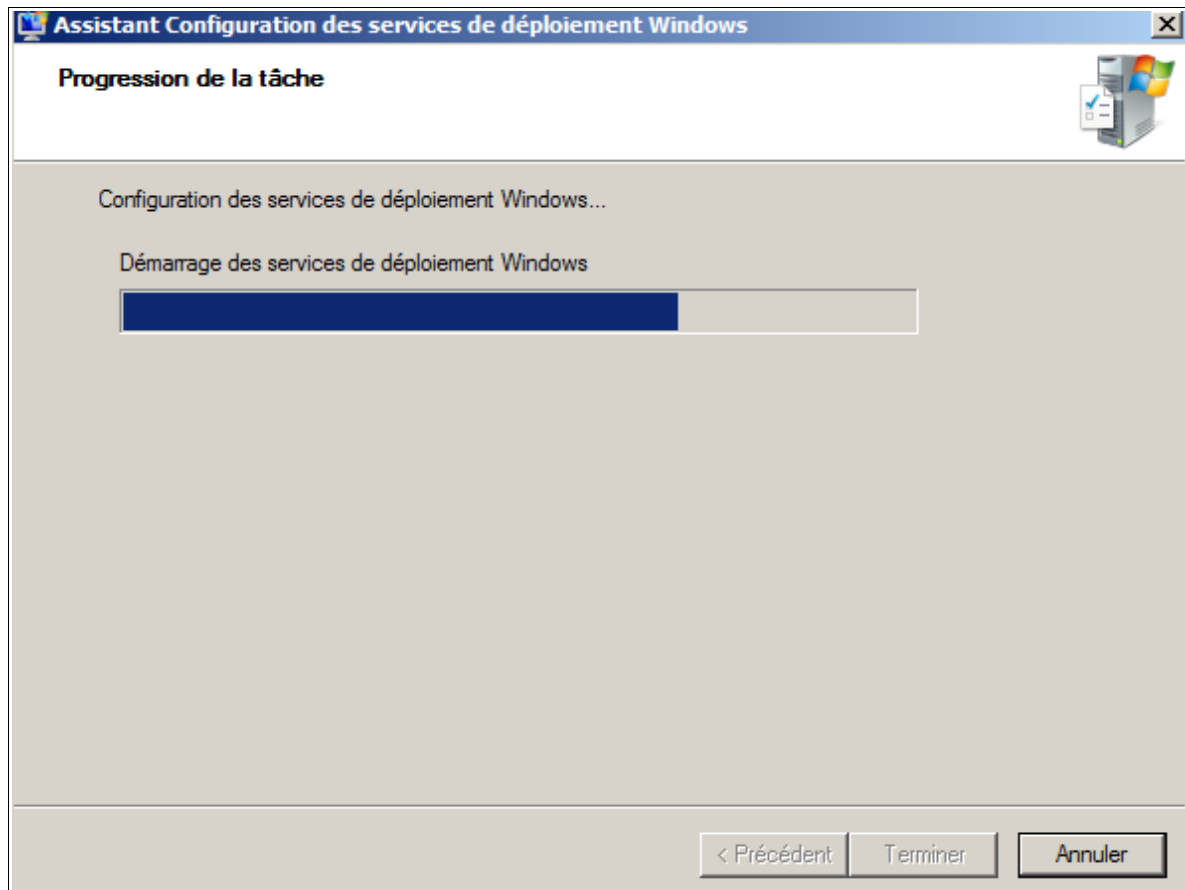 Assistant Configuration des services de déploiement Windows
Progression de la tâche
Configuration des services de déploiement Windows...
Démarrage des services de déploiement Windows
< Précédent Terminer Annuler